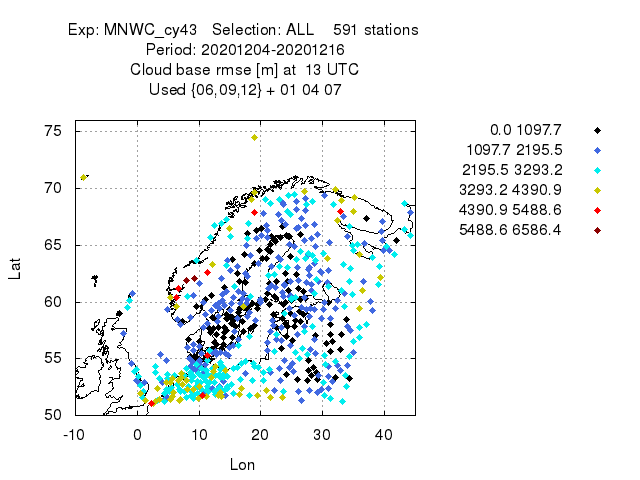 Exp: MNWC_cy43   Selection: ALL    591 stations
Period: 20201204-20201216
Cloud base rmse [m] at  13 UTC
Used {06,09,12} + 01 04 07
0.0 1097.7
1097.7 2195.5
2195.5 3293.2
3293.2 4390.9
4390.9 5488.6
5488.6 6586.4
75
70
65
60
55
50
Lat
-10 0 10 20 30 40
Lon